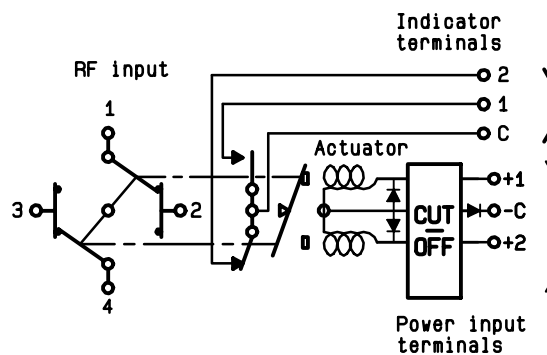 Indicator
terminals
RF input
2
1
1
C
Actuator
3
2
+1
CUT
-C
OFF
+2
4
Power input
terminals